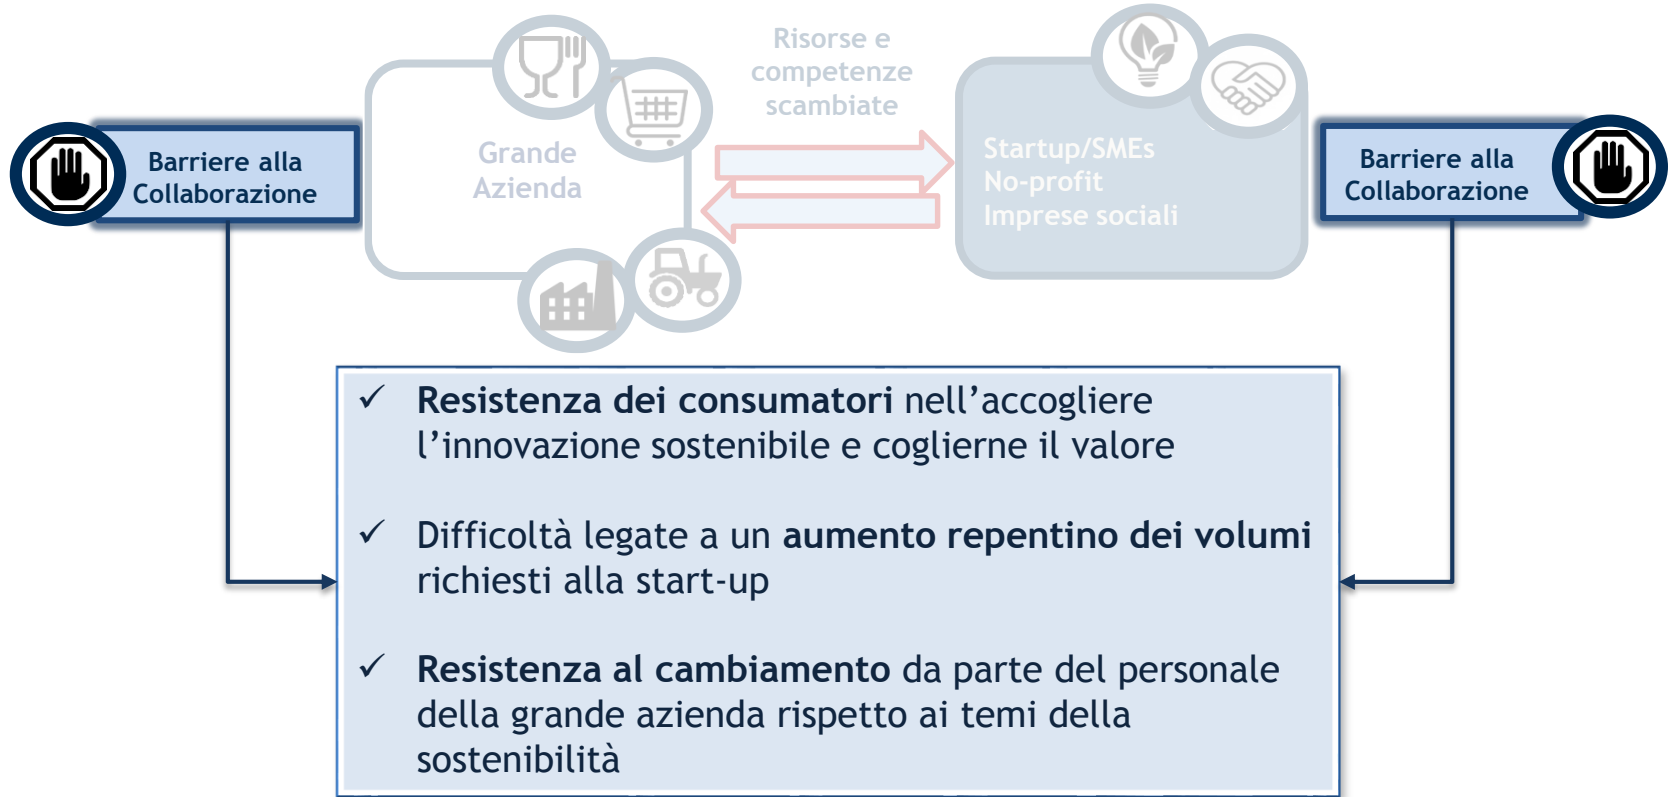 Risorse e
competenze
scambiate
Barriere alla
Collaborazione
Grande
Azienda
Startup/SMEs
No-profit
Imprese sociali
Barriere alla
Collaborazione
✓ Resistenza dei consumatori nell’accogliere
l’innovazione sostenibile e coglierne il valore
✓ Difficoltà legate a un aumento repentino dei volumi
richiesti alla start-up
✓ Resistenza al cambiamento da parte del personale
della grande azienda rispetto ai temi della
sostenibilità